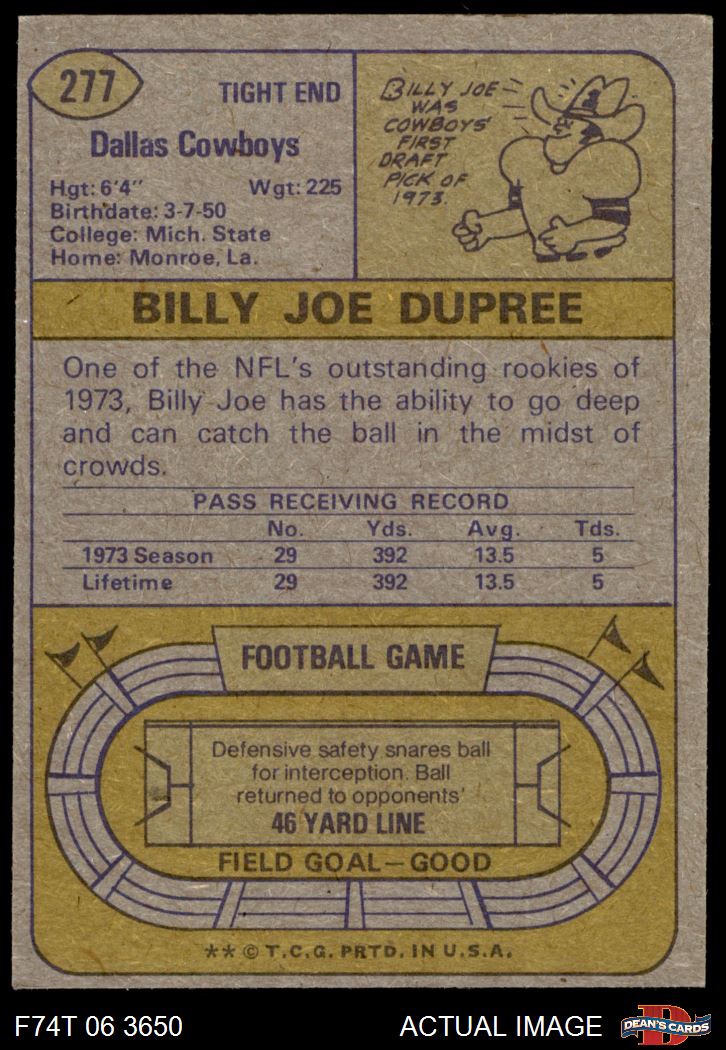 277
TIGHT END
Dallas Cowboys
Hgt: 6'4" Wgt: 225
Birthdate: 3-7-50
College: Mich. State
Home: Monroe, La.
BILLY JOE
WAS
COWBOYS'
FIRST
DRAFT
PICK OF
1973.
BILLY JOE DUPREE
One of the NFL's outstanding rookies of
1973, Billy Joe has the ability to go deep
and can catch the ball in the midst of
crowds.
PASS RECEIVING RECORD
No. Yds. Avg. Tds.
1973 Season 29 392 13.5 5
Lifetime 29 392 13.5 5
FOOTBALL GAME
Defensive safety snares ball
for interception. Ball
returned to opponents'
46 YARD LINE
FIELD GOAL—GOOD
** © T.C.G. PRTD. IN U.S.A.
F74T 06 3650 ACTUAL IMAGE
D
DEAN'S CARDS